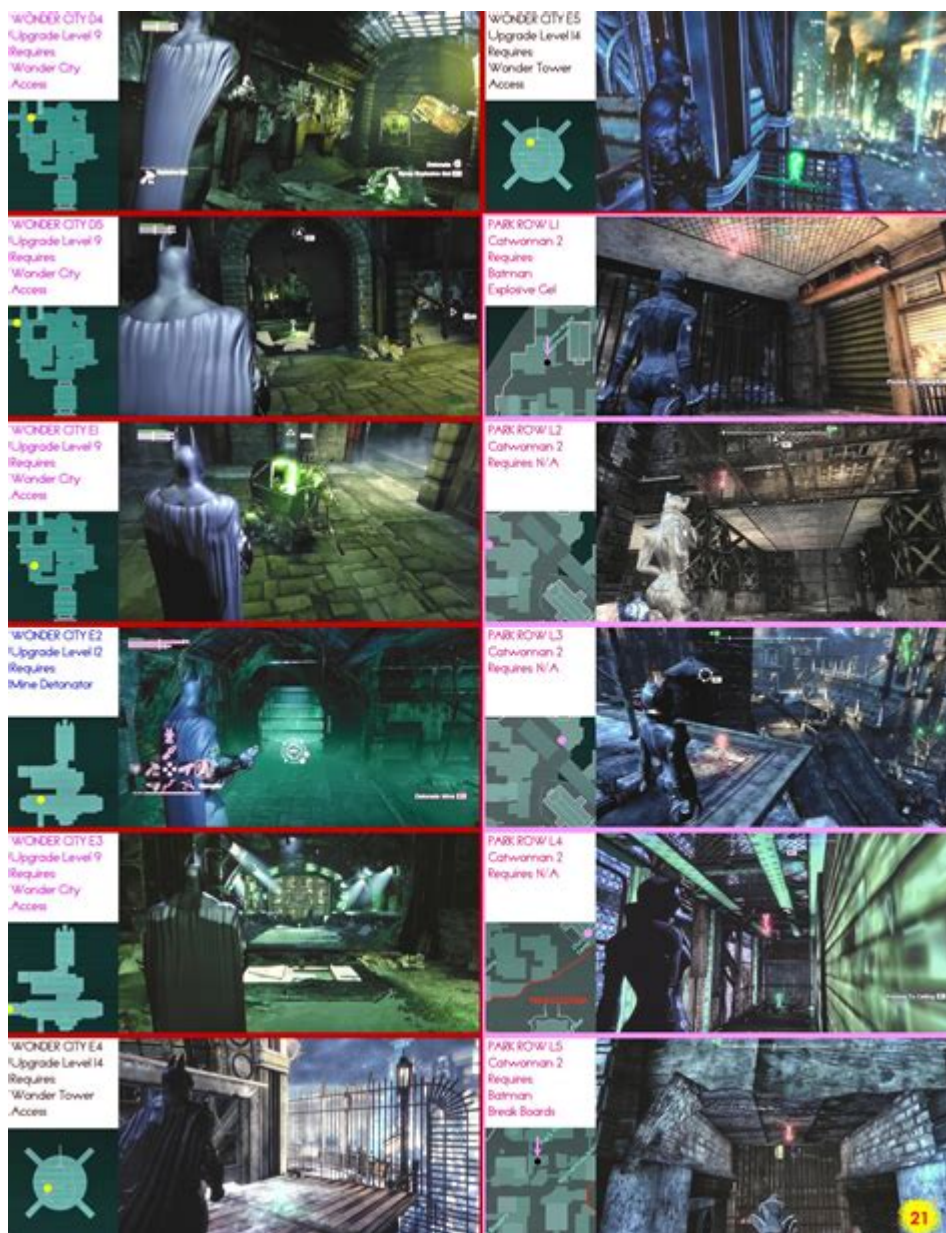 WONDER CITY D4
Upgrade Level 9
Requires:
Wonder City
Access
WONDER CITY D5
Upgrade Level 9
Requires:
Wonder City
Access
WONDER CITY E1
Upgrade Level 9
Requires:
Wonder City
Access
WONDER CITY E2
Upgrade Level 12
Requires:
Mine Detonator
Detonate Mine
WONDER CITY E3
Upgrade Level 9
Requires:
Wonder City
Access
WONDER CITY E4
Upgrade Level 14
Requires:
Wonder Tower
Access
WONDER CITY E5
Upgrade Level 14
Requires:
Wonder Tower
Access
PARK ROW L1
Catwoman 2
Requires:
Batman
Explosive Gel
PARK ROW L2
Catwoman 2
Requires N/A
PARK ROW L3
Catwoman 2
Requires N/A
PARK ROW L4
Catwoman 2
Requires N/A
PARK ROW L5
Catwoman 2
Requires:
Batman
Break Boards
21